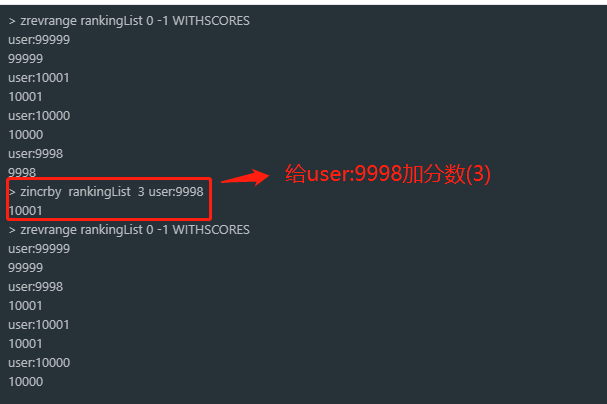 > zrevrange rankingList 0 -1 WITHSCORES
user:99999
99999
user:10001
10001
user:10000
10000
user:9998
9998
> zincrby  rankingList  3 user:9998
给user:9998加分数(3)
10001
> zrevrange rankingList 0 -1 WITHSCORES
user:99999
99999
user:9998
10001
user:10001
10001
user:10000
10000